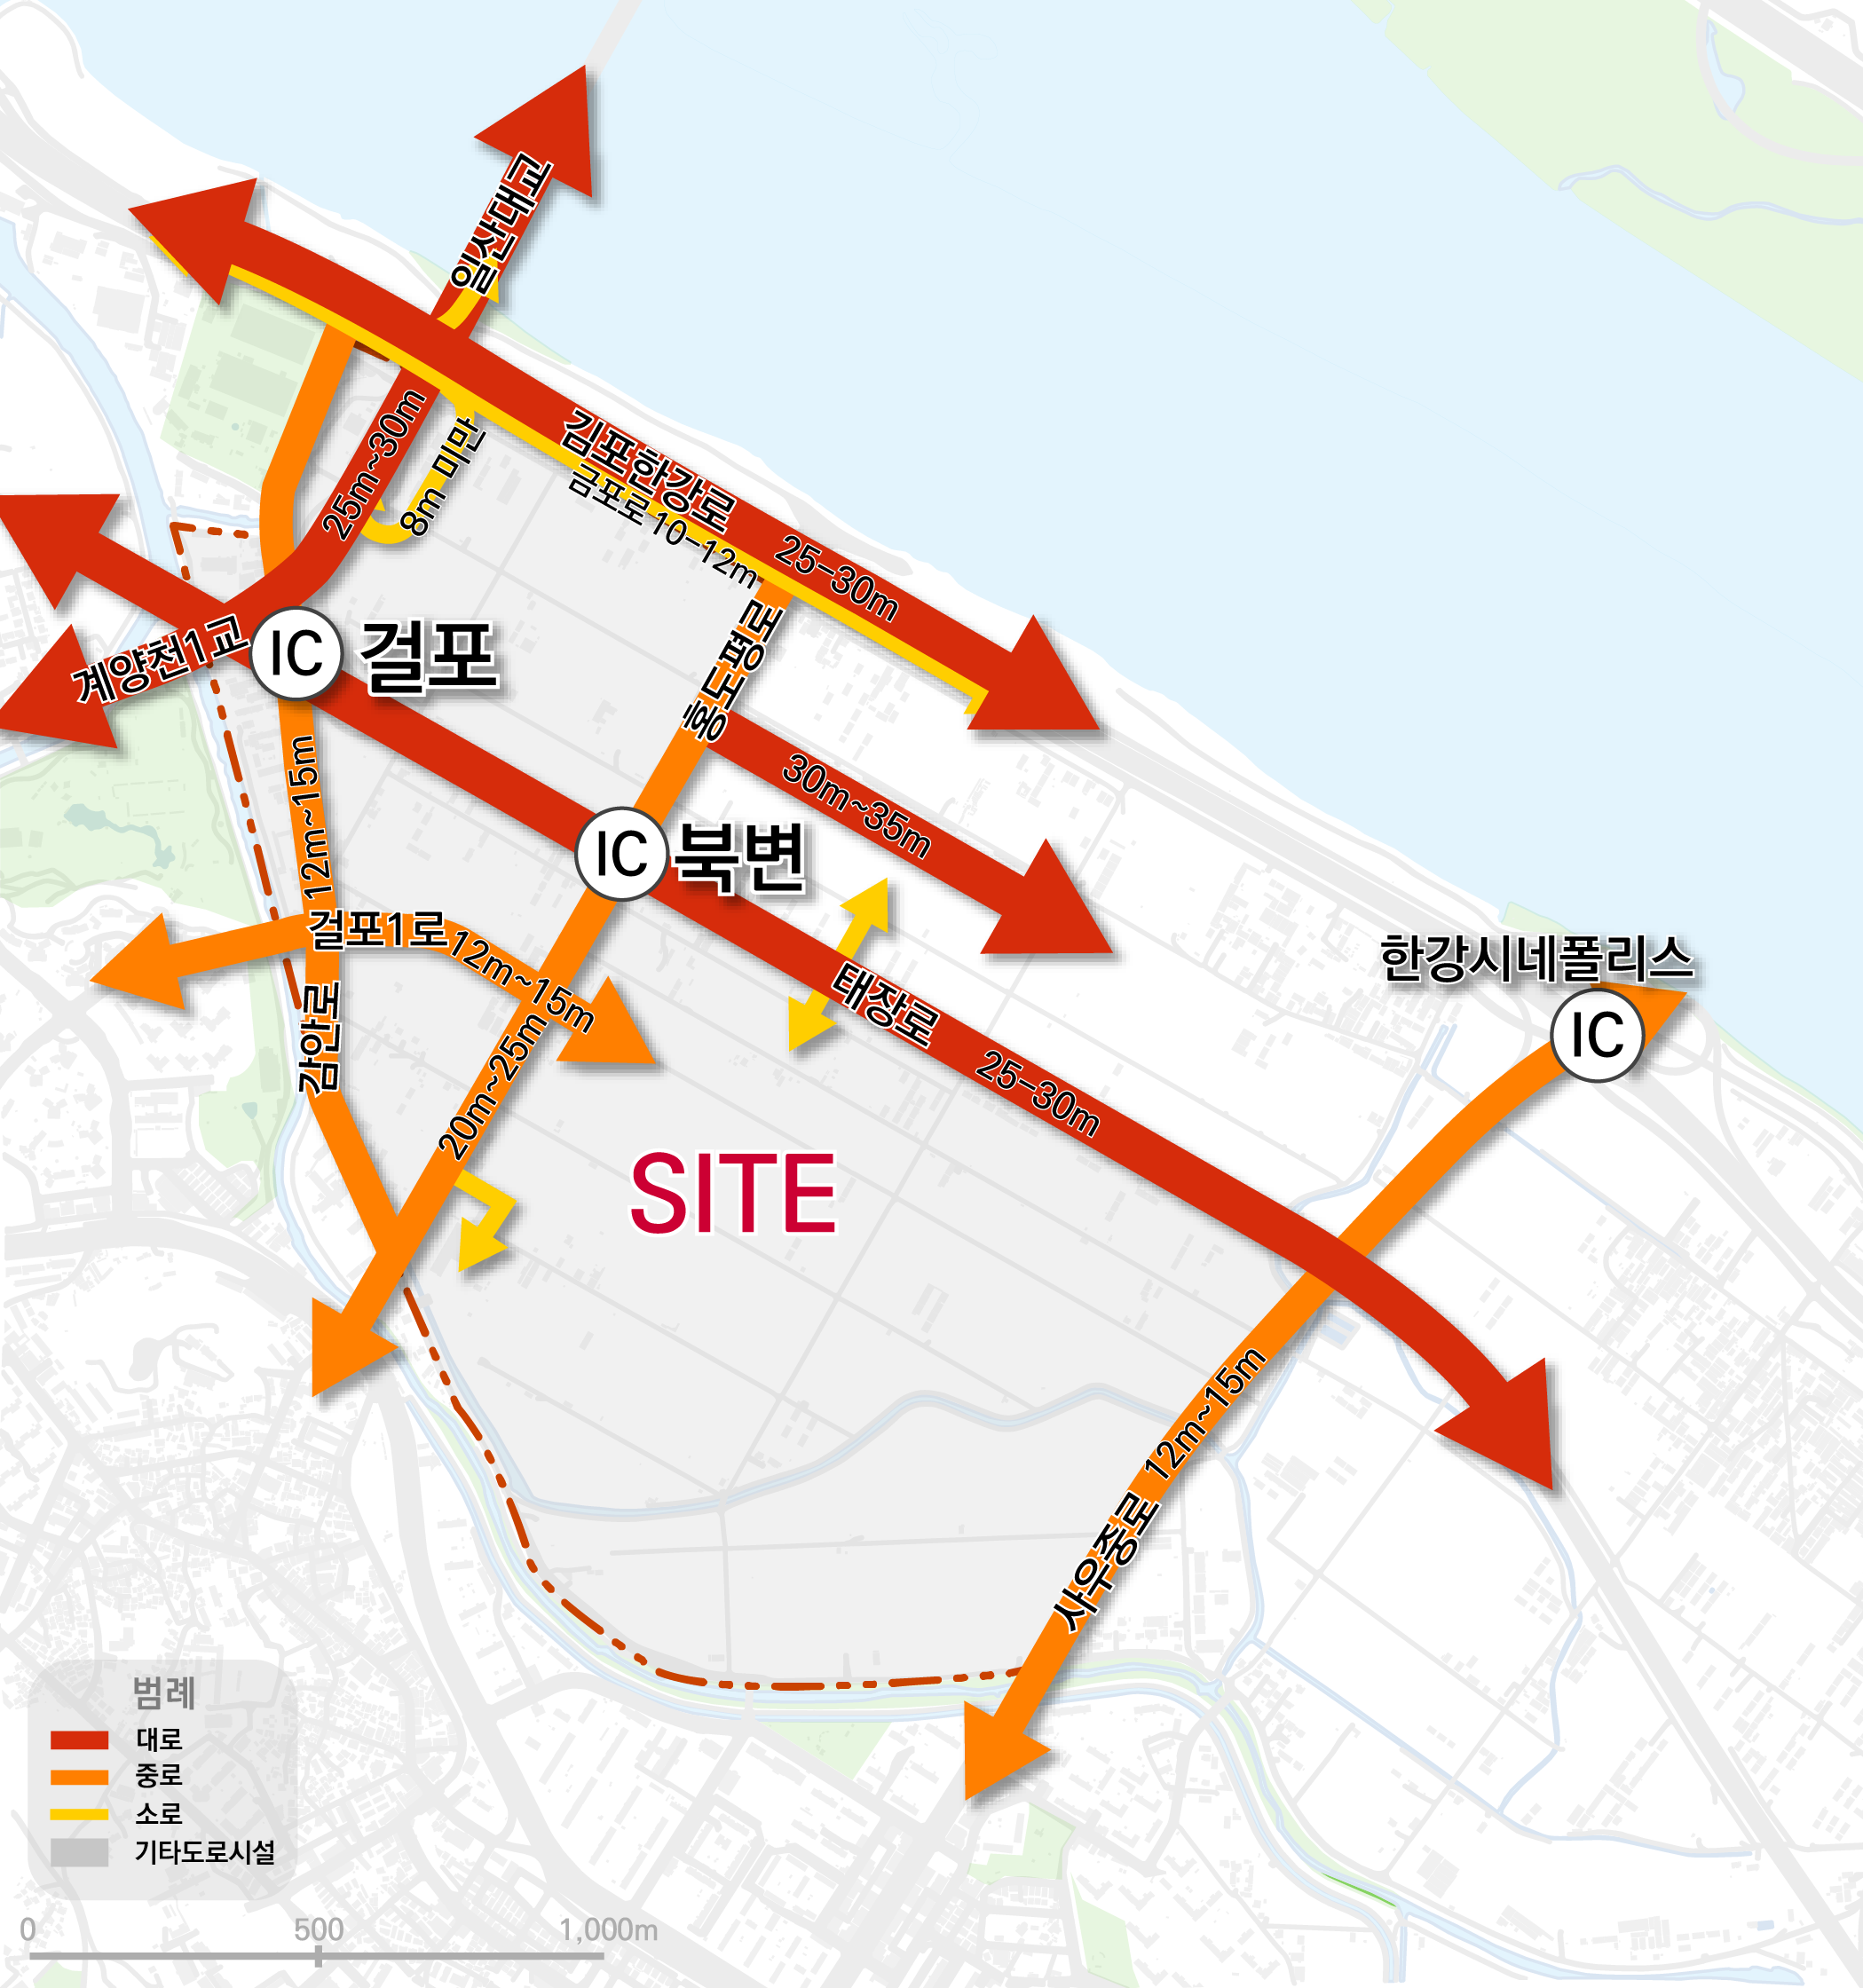 일산대교
25m~30m
8m 미만
김포한강로
25-30m
금포로 10-12m
홍도평로
계양천1교
IC
걸포
12m~15m
30m~35m
IC
북변
걸포1로
12m~15m
태장로
25-30m
한강시네폴리스
IC
감안로
20m~25m
SITE
12m~15m
사우중로
범례
대로
중로
소로
기타도로시설
0
500
1,000m